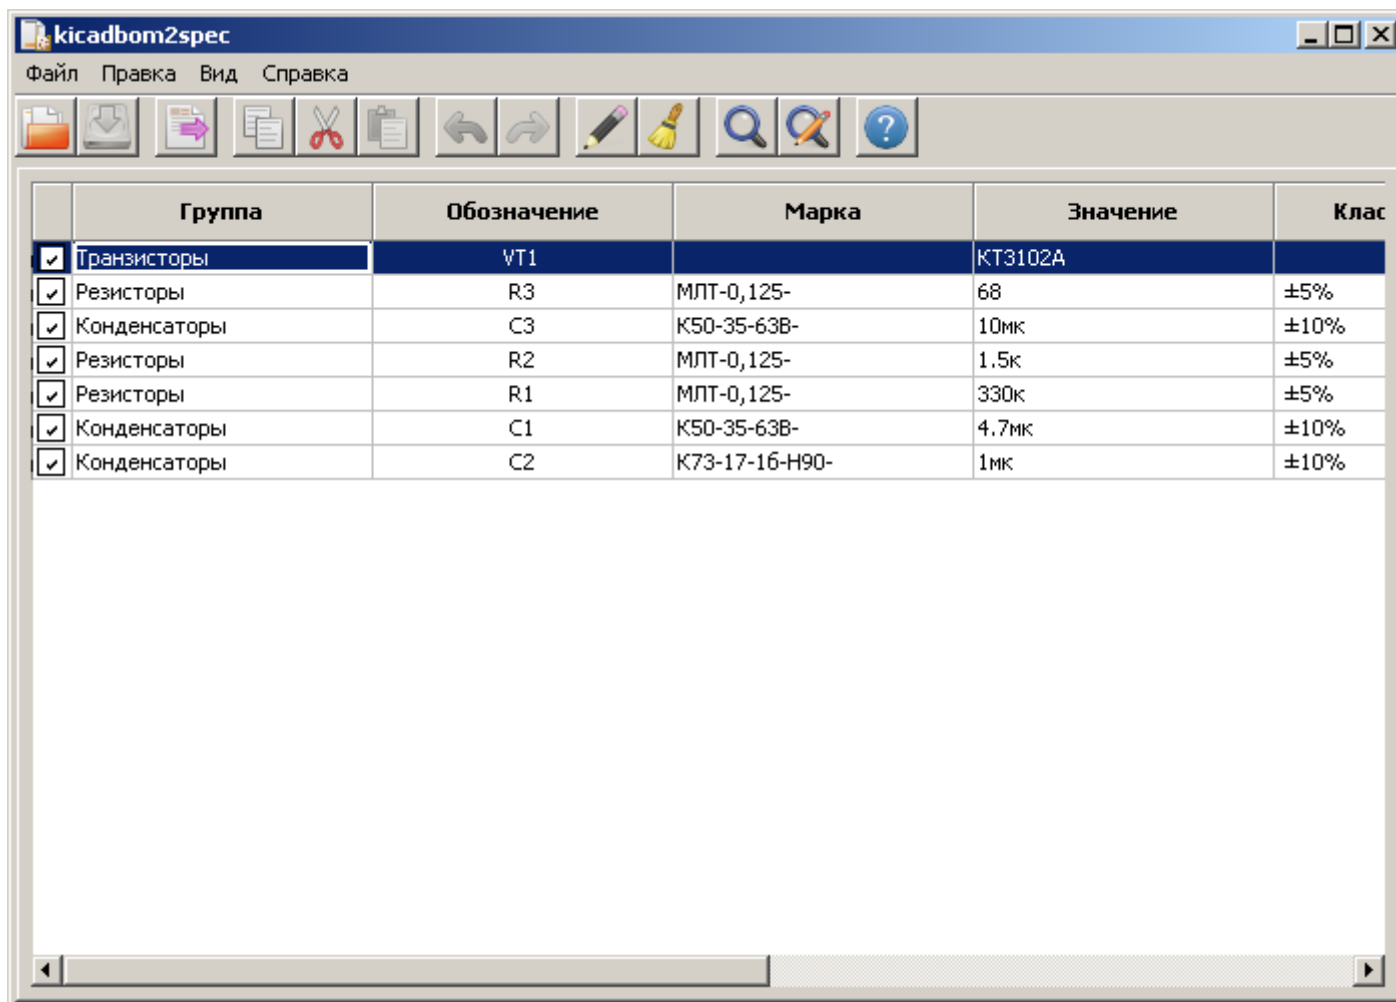 kicadbom2spec
Файл Правка Вид Справка
Группа Обозначение Марка Значение Клас
Транзисторы VT1 КТ3102А
Резисторы R3 МЛТ-0,125- 68 ±5%
Конденсаторы C3 К50-35-63В- 10мк ±10%
Резисторы R2 МЛТ-0,125- 1.5к ±5%
Резисторы R1 МЛТ-0,125- 330к ±5%
Конденсаторы C1 К50-35-63В- 4.7мк ±10%
Конденсаторы C2 К73-17-1б-Н90- 1мк ±10%